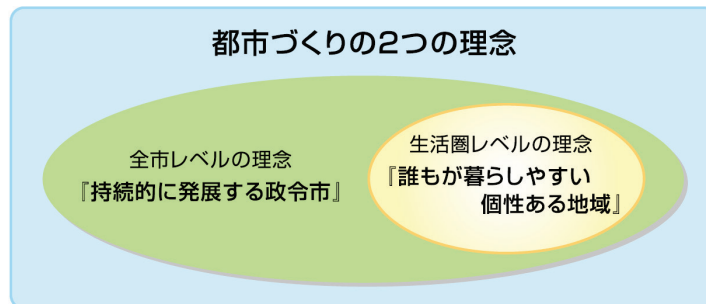 都市づくりの2つの理念
全市レベルの理念
『持続的に発展する政令市』
生活圏レベルの理念
『誰もが暮らしやすい
個性ある地域』